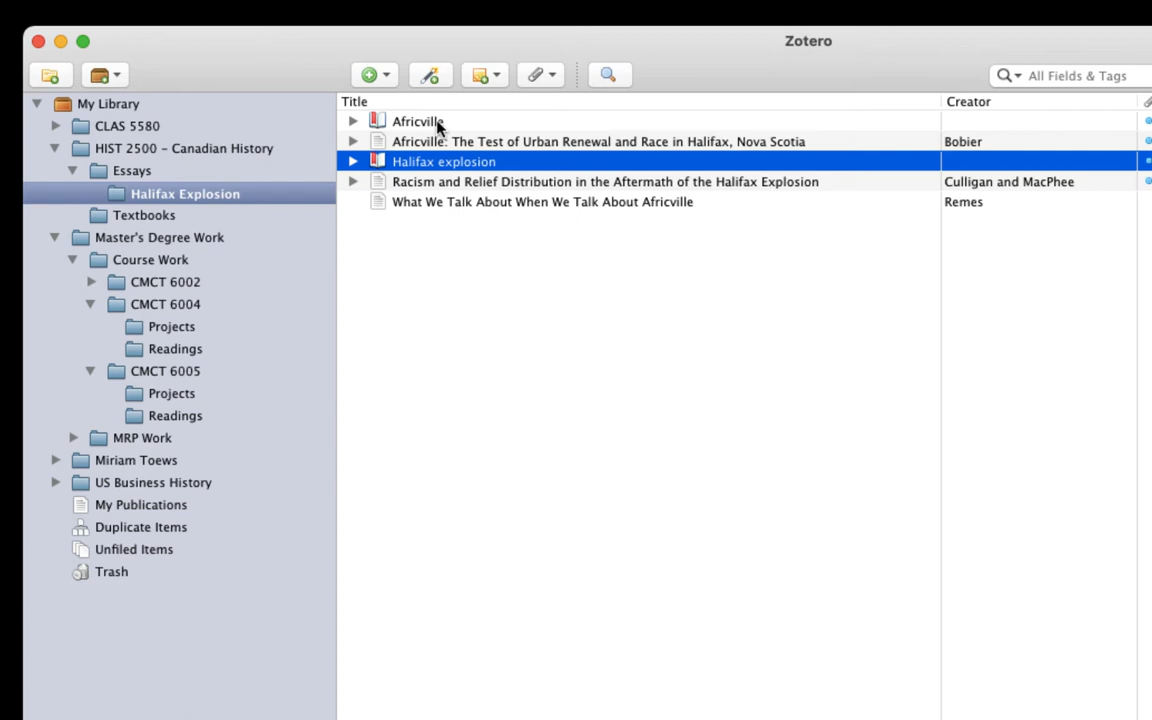 Zotero
All Fields & Tags
My Library
CLAS 5580
HIST 2500 – Canadian History
Essays
Halifax Explosion
Textbooks
Master's Degree Work
Course Work
CMCT 6002
CMCT 6004
Projects
Readings
CMCT 6005
Projects
Readings
MRP Work
Miriam Toews
US Business History
My Publications
Duplicate Items
Unfiled Items
Trash
Title Creator
Africville
Africville: The Test of Urban Renewal and Race in Halifax, Nova Scotia Bobier
Halifax explosion
Racism and Relief Distribution in the Aftermath of the Halifax Explosion Culligan and MacPhee
What We Talk About When We Talk About Africville Remes